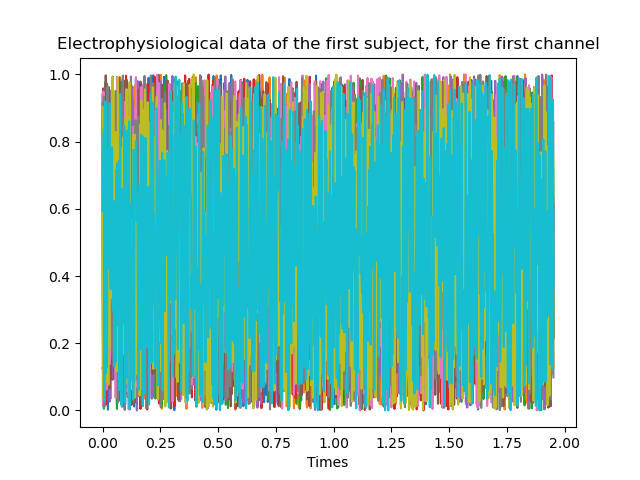 Electrophysiological data of the first subject, for the first channel
1.0
0.8
0.6
0.4
0.2
0.0
0.00 0.25 0.50 0.75 1.00 1.25 1.50 1.75 2.00
Times